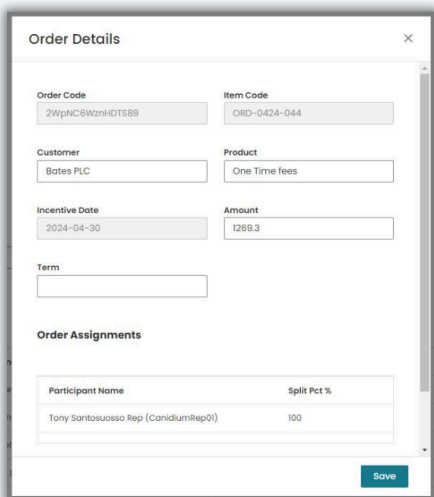 Order Details
Order Code
Item Code
2WpNC6WznHDTS89
ORD-0424-044
Customer
Product
Bates PLC
One Time fees
Incentive Date
Amount
2024-04-30
1269.3
Term
Order Assignments
Participant Name
Split Pct %
Tony Santosuosso Rep (CanidiumRep01)
100
Save